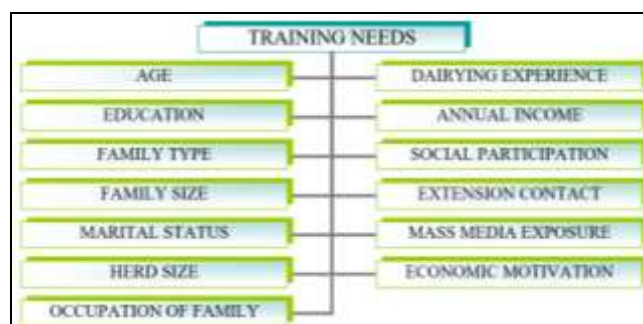 TRAINING NEEDS
AGE
DAIRYING EXPERIENCE
EDUCATION
ANNUAL INCOME
FAMILY TYPE
SOCIAL PARTICIPATION
FAMILY SIZE
EXTENSION CONTACT
MARITAL STATUS
MASS MEDIA EXPOSURE
HERD SIZE
ECONOMIC MOTIVATION
OCCUPATION OF FAMILY